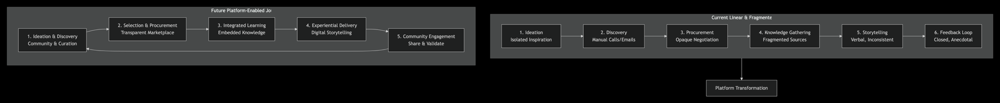 Future Platform-Enabled
1. Ideation & Discovery
Community & Curation
2. Selection & Procurement
Transparent Marketplace
3. Integrated Learning
Embedded Knowledge
4. Experiential Delivery
Digital Storytelling
5. Community Engagement
Share & Validate
Current Linear & Fragmente
1. Ideation
Isolated Inspiration
2. Discovery
Manual Calls/Emails
3. Procurement
Opaque Negotiation
4. Knowledge Gathering
Fragmented Sources
5. Storytelling
Verbal, Inconsistent
6. Feedback Loop
Closed, Anecdotal
Platform Transformation